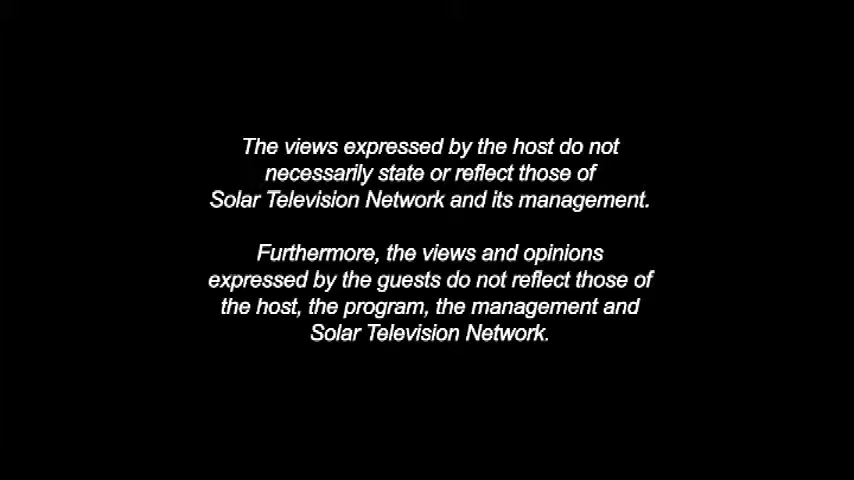 The views expressed by the host do not
necessarily state or reflect those of
Solar Television Network and its management.
Furthermore, the views and opinions
expressed by the guests do not reflect those of
the host, the program, the management and
Solar Television Network.